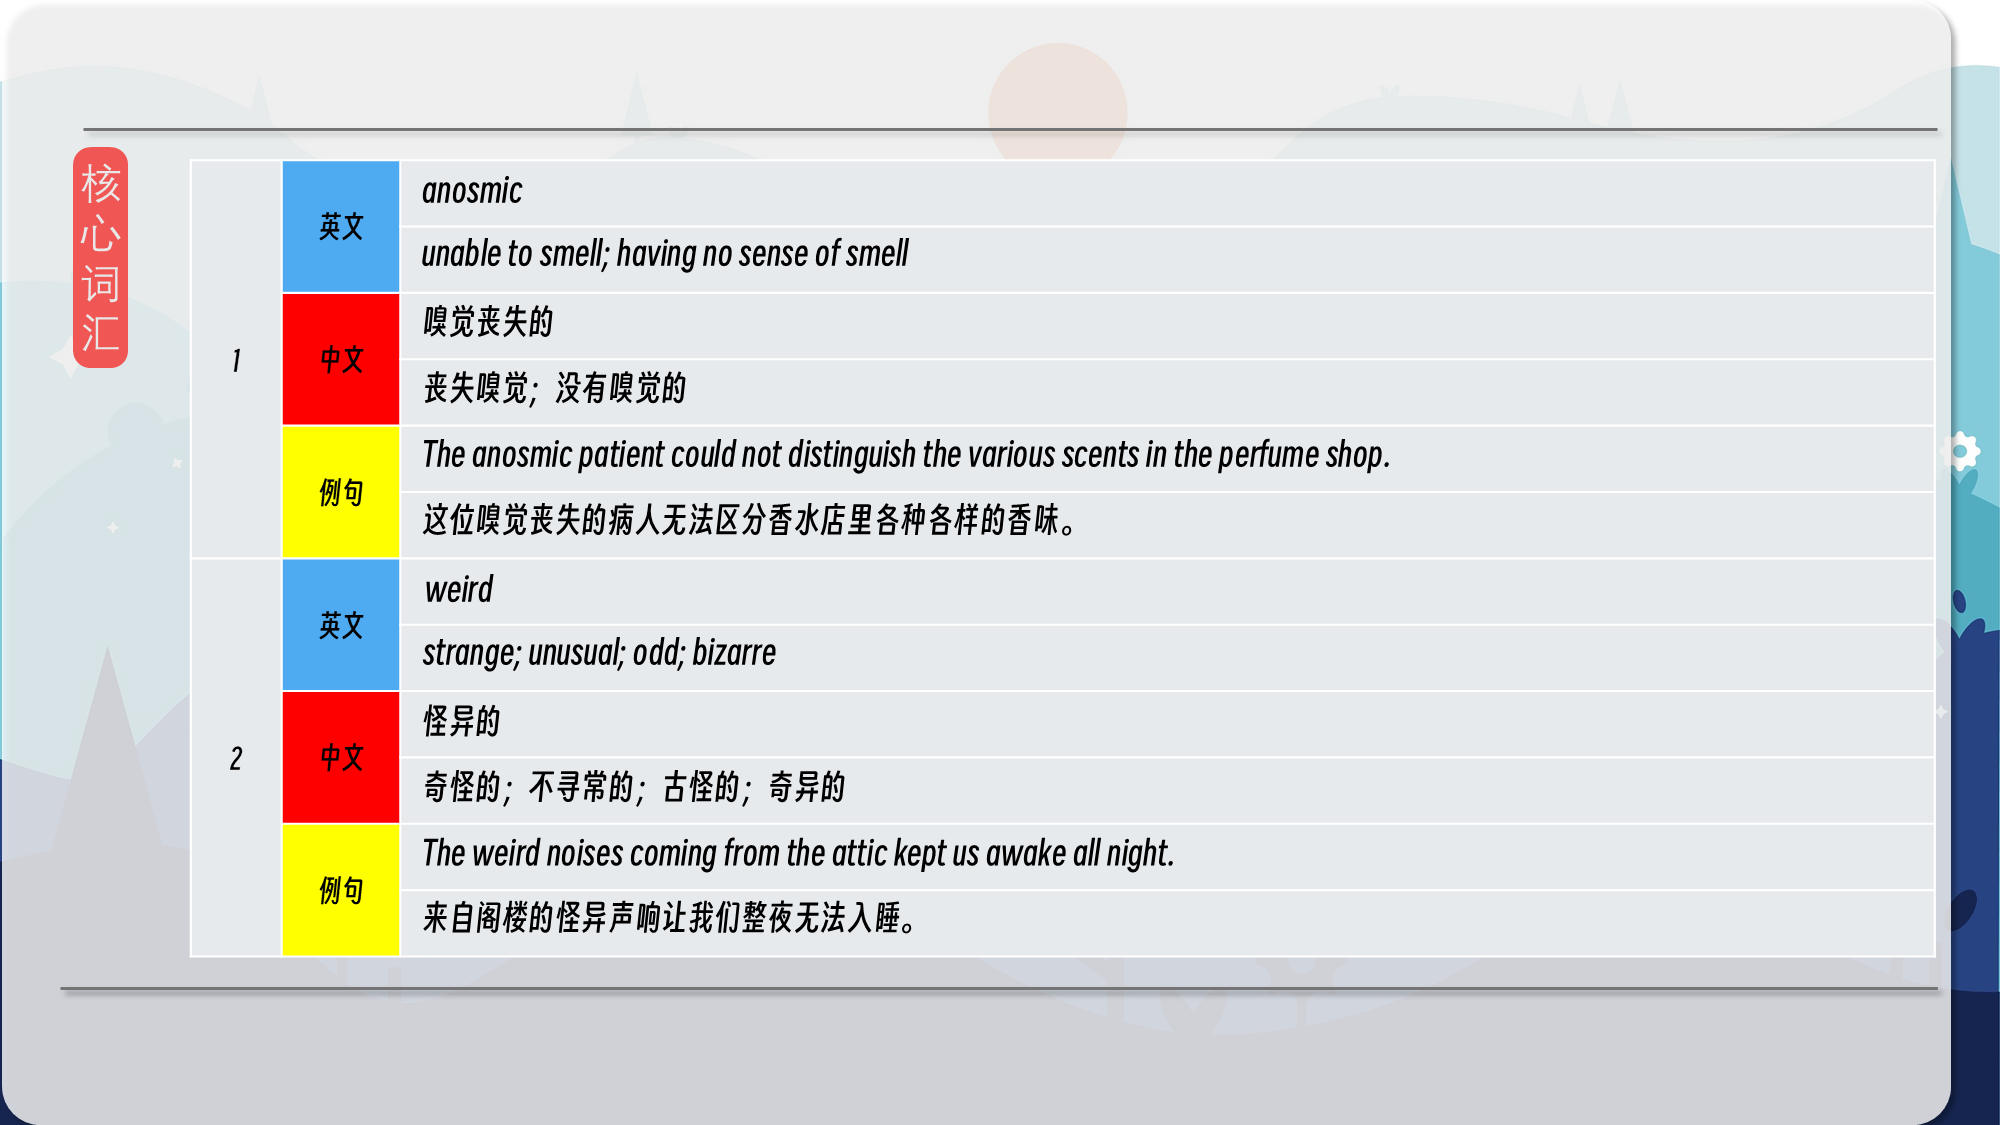 核心词汇
1
英文
anosmic
unable to smell; having no sense of smell
中文
嗅觉丧失的
丧失嗅觉；没有嗅觉的
例句
The anosmic patient could not distinguish the various scents in the perfume shop.
这位嗅觉丧失的病人无法区分香水店里各种各样的香味。
2
英文
weird
strange; unusual; odd; bizarre
中文
怪异的
奇怪的；不寻常的；古怪的；奇异的
例句
The weird noises coming from the attic kept us awake all night.
来自阁楼的怪异声响让我们整夜无法入睡。